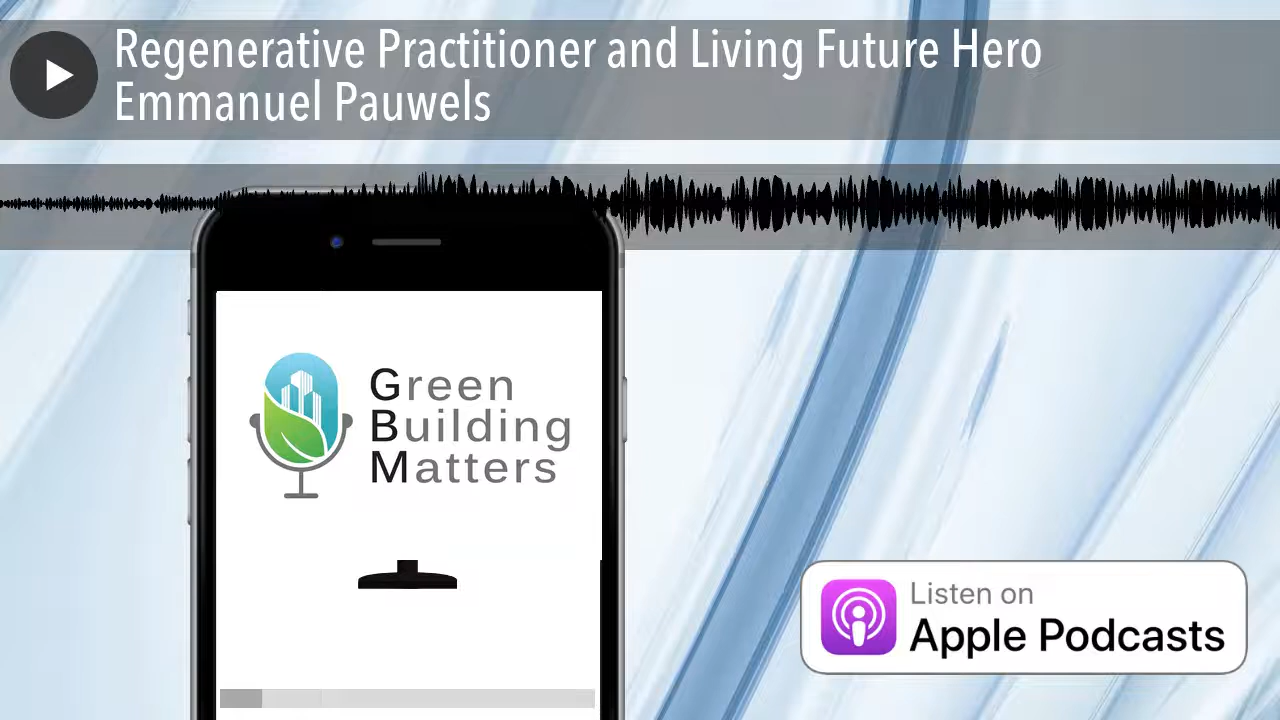 Regenerative Practitioner and Living Future Hero
Emmanuel Pauwels
Green
Building
Matters
Listen on
Apple Podcasts